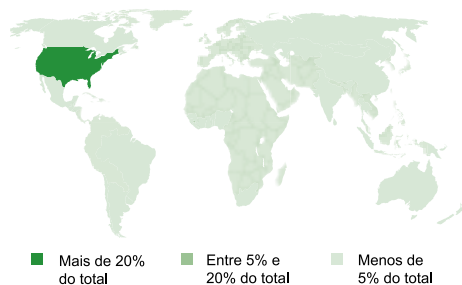 Mais de 20%
do total
Entre 5% e
20% do total
Menos de
5% do total